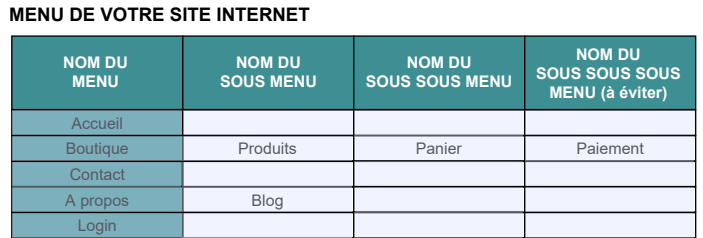 MENU DE VOTRE SITE INTERNET
NOM DU MENU NOM DU SOUS MENU NOM DU SOUS SOUS MENU NOM DU SOUS SOUS SOUS MENU (à éviter)
Accueil
Boutique Produits Panier Paiement
Contact
A propos Blog
Login